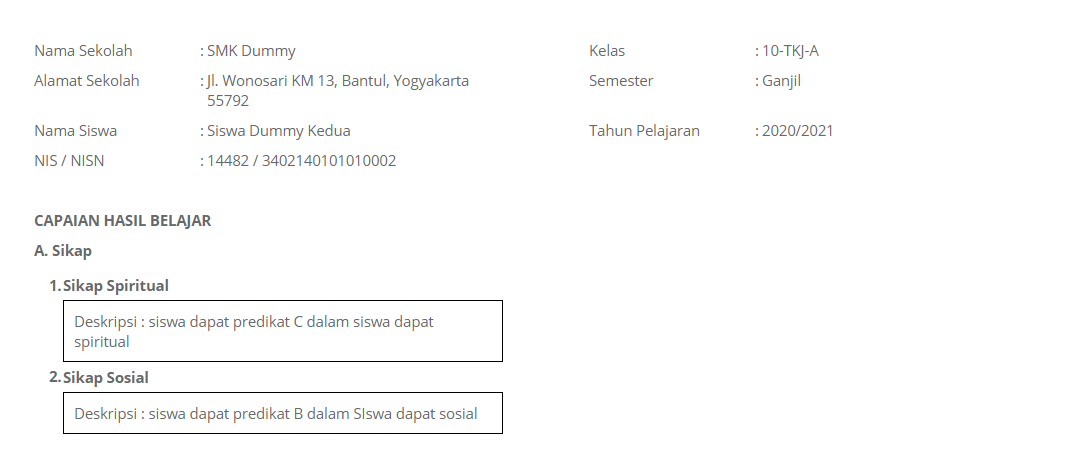 Nama Sekolah : SMK Dummy Kelas : 10-TKJ-A
Alamat Sekolah : Jl. Wonosari KM 13, Bantul, Yogyakarta Semester : Ganjil
55792
Nama Siswa : Siswa Dummy Kedua Tahun Pelajaran : 2020/2021
NIS / NISN : 14482 / 3402140101010002
CAPAIAN HASIL BELAJAR
A. Sikap
1. Sikap Spiritual
Deskripsi : siswa dapat predikat C dalam siswa dapat
spiritual
2. Sikap Sosial
Deskripsi : siswa dapat predikat B dalam SIswa dapat sosial